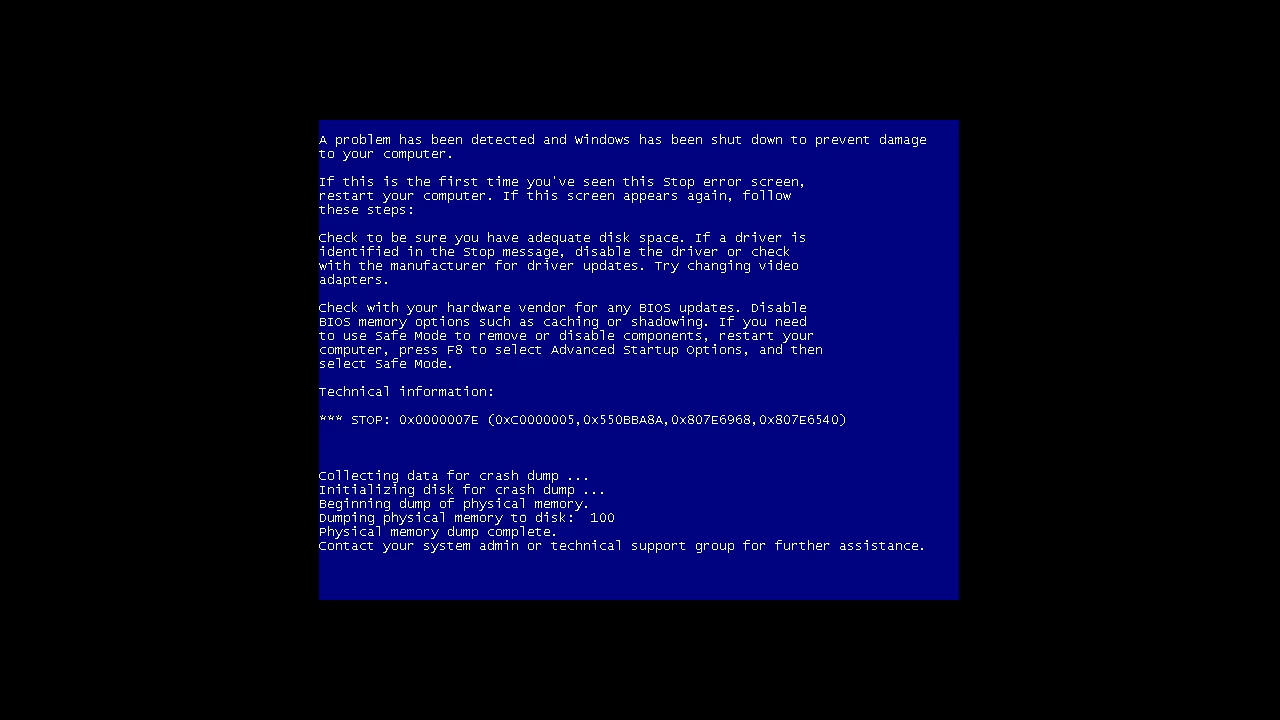 A problem has been detected and Windows has been shut down to prevent damage
to your computer.
If this is the first time you've seen this Stop error screen,
restart your computer. If this screen appears again, follow
these steps:
Check to be sure you have adequate disk space. If a driver is
identified in the Stop message, disable the driver or check
with the manufacturer for driver updates. Try changing video
adapters.
Check with your hardware vendor for any BIOS updates. Disable
BIOS memory options such as caching or shadowing. If you need
to use Safe Mode to remove or disable components, restart your
computer, press F8 to select Advanced Startup Options, and then
select Safe Mode.
Technical information:
*** STOP: 0x0000007E (0xC0000005,0x550BBA8A,0x807E6968,0x807E6540)
Collecting data for crash dump ...
Initializing disk for crash dump ...
Beginning dump of physical memory.
Dumping physical memory to disk:  100
Physical memory dump complete.
Contact your system admin or technical support group for further assistance.